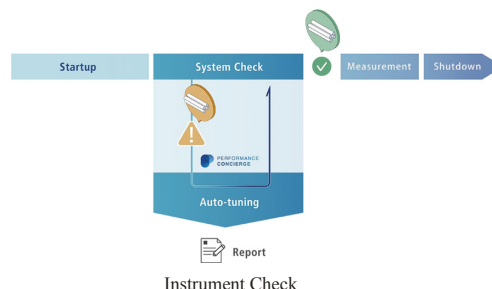 Startup
System Check
Measurement
Shutdown
PERFORMANCE
CONCIERGE
Auto-tuning
Report
Instrument Check